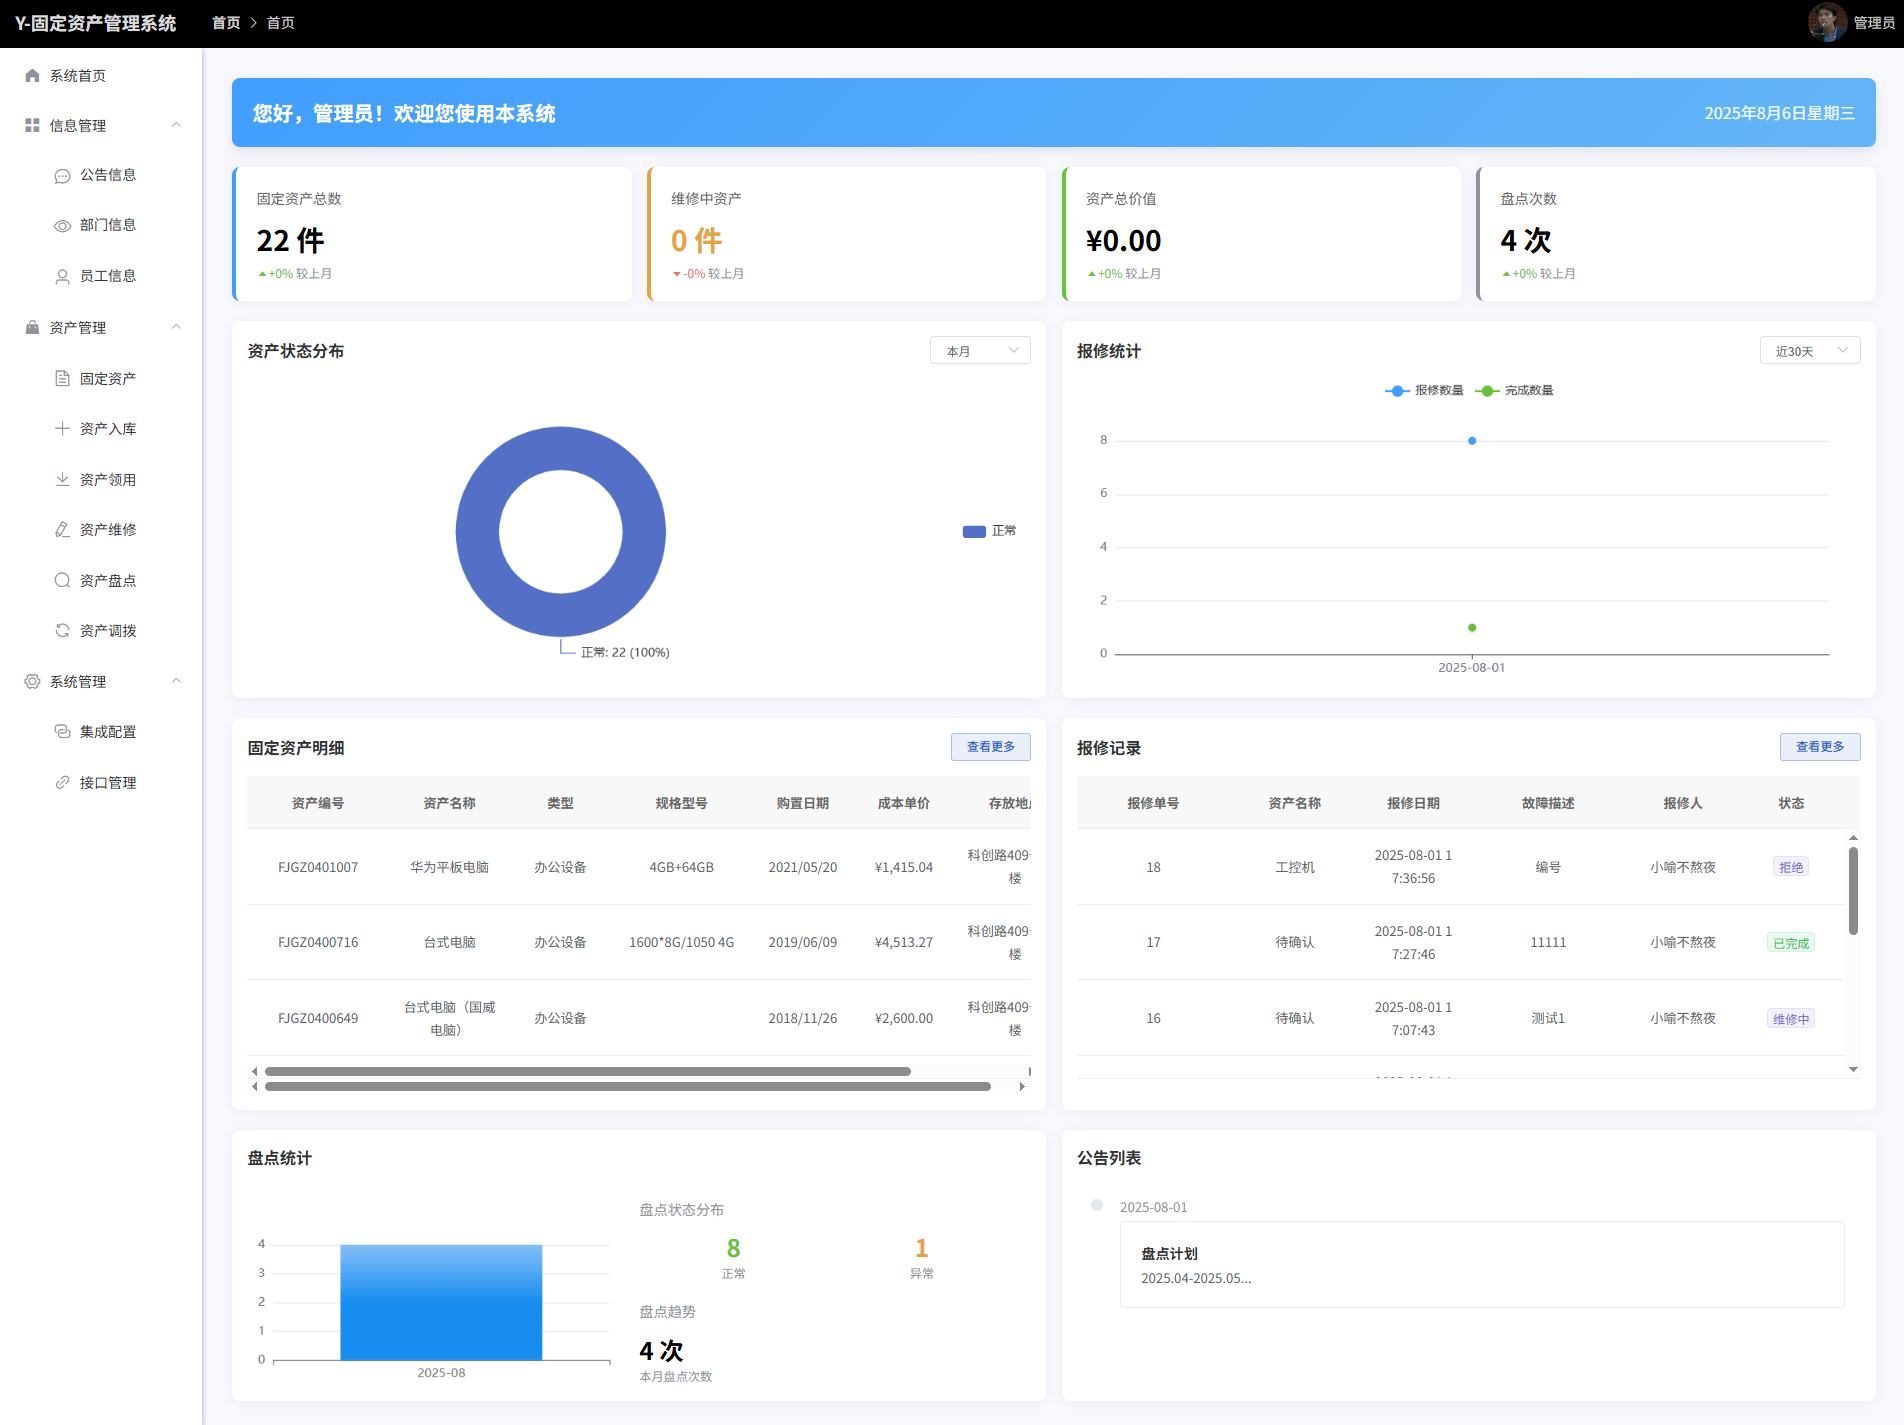 Y-固定资产管理系统
首页 > 首页
管理员
系统首页
信息管理
公告信息
部门信息
员工信息
资产管理
固定资产
资产入库
资产领用
资产维修
资产盘点
资产调拨
系统管理
集成配置
接口管理
您好，管理员！欢迎您使用本系统
2025年8月6日星期三
固定资产总数
22 件
+0% 较上月
维修中资产
0 件
-0% 较上月
资产总价值
¥0.00
+0% 较上月
盘点次数
4 次
+0% 较上月
资产状态分布
本月
正常
正常: 22 (100%)
报修统计
近30天
报修数量 完成数量
8
6
4
2
0
2025-08-01
固定资产明细
查看更多
资产编号 资产名称 类型 规格型号 购置日期 成本单价 存放地
FJGZ0401007 华为平板电脑 办公设备 4GB+64GB 2021/05/20 ¥1,415.04 科创路409
楼
FJGZ0400716 台式电脑 办公设备 1600*8G/1050 4G 2019/06/09 ¥4,513.27 科创路409
楼
FJGZ0400649 台式电脑（国威
电脑） 办公设备 2018/11/26 ¥2,600.00 科创路409
楼
报修记录
查看更多
报修单号 资产名称 报修日期 故障描述 报修人 状态
18 工控机 2025-08-01 1
7:36:56 编号 小喻不熬夜 拒绝
17 待确认 2025-08-01 1
7:27:46 11111 小喻不熬夜 已完成
16 待确认 2025-08-01 1
7:07:43 测试1 小喻不熬夜 维修中
盘点统计
4
3
2
1
0
2025-08
盘点状态分布
8
正常
1
异常
盘点趋势
4 次
本月盘点次数
公告列表
2025-08-01
盘点计划
2025.04-2025.05...